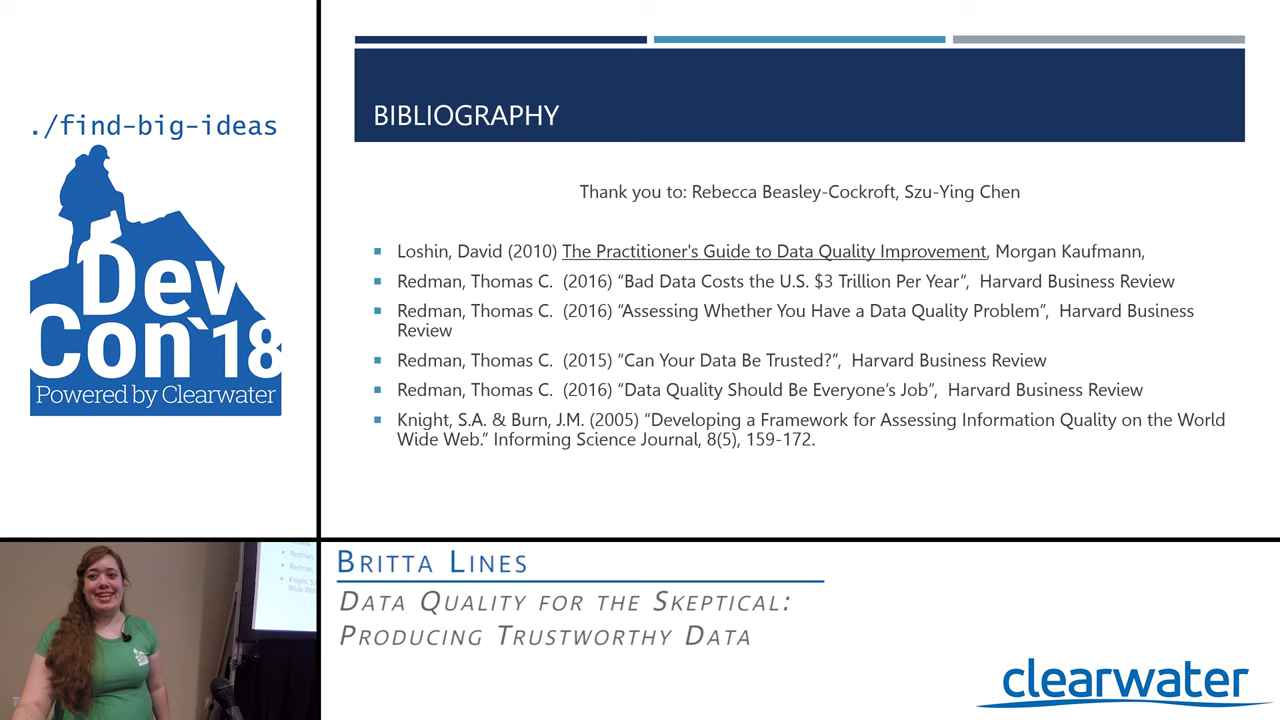 ./find-big-ideas
Dev
Con`18
Powered by Clearwater
BIBLIOGRAPHY
Thank you to: Rebecca Beasley-Cockroft, Szu-Ying Chen
Loshin, David (2010) The Practitioner's Guide to Data Quality Improvement, Morgan Kaufmann,
Redman, Thomas C.  (2016) “Bad Data Costs the U.S. $3 Trillion Per Year”,  Harvard Business Review
Redman, Thomas C.  (2016) “Assessing Whether You Have a Data Quality Problem”,  Harvard Business
Review
Redman, Thomas C.  (2015) “Can Your Data Be Trusted?”,  Harvard Business Review
Redman, Thomas C.  (2016) “Data Quality Should Be Everyone’s Job”,  Harvard Business Review
Knight, S.A. & Burn, J.M. (2005) “Developing a Framework for Assessing Information Quality on the World
Wide Web.” Informing Science Journal, 8(5), 159-172.
Redman,
Redman,
Knight, S.A
Wide Web
BRITTA LINES
DATA QUALITY FOR THE SKEPTICAL:
PRODUCING TRUSTWORTHY DATA
clearwater